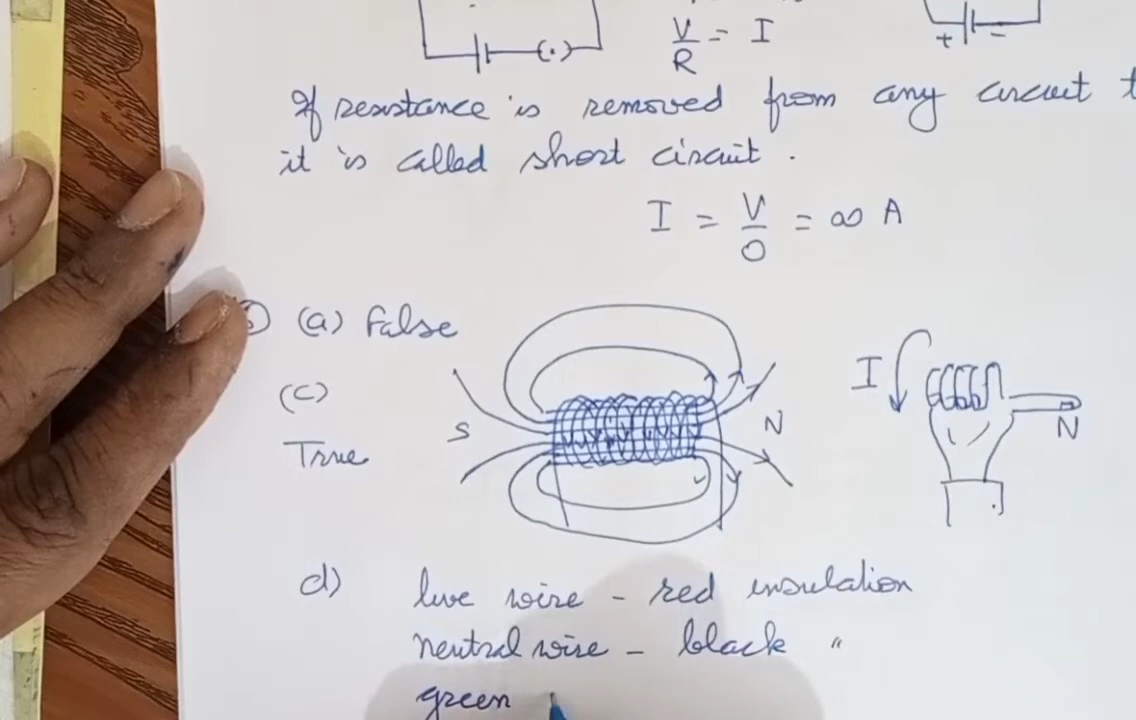 V/R = I
+ -
If resistance is removed from any circuit t
it is called short circuit .
I = V/0 = ∞ A
(a) False
(c)
True
S N
I N
d) live wire - red insulation
neutral wire - black "
green